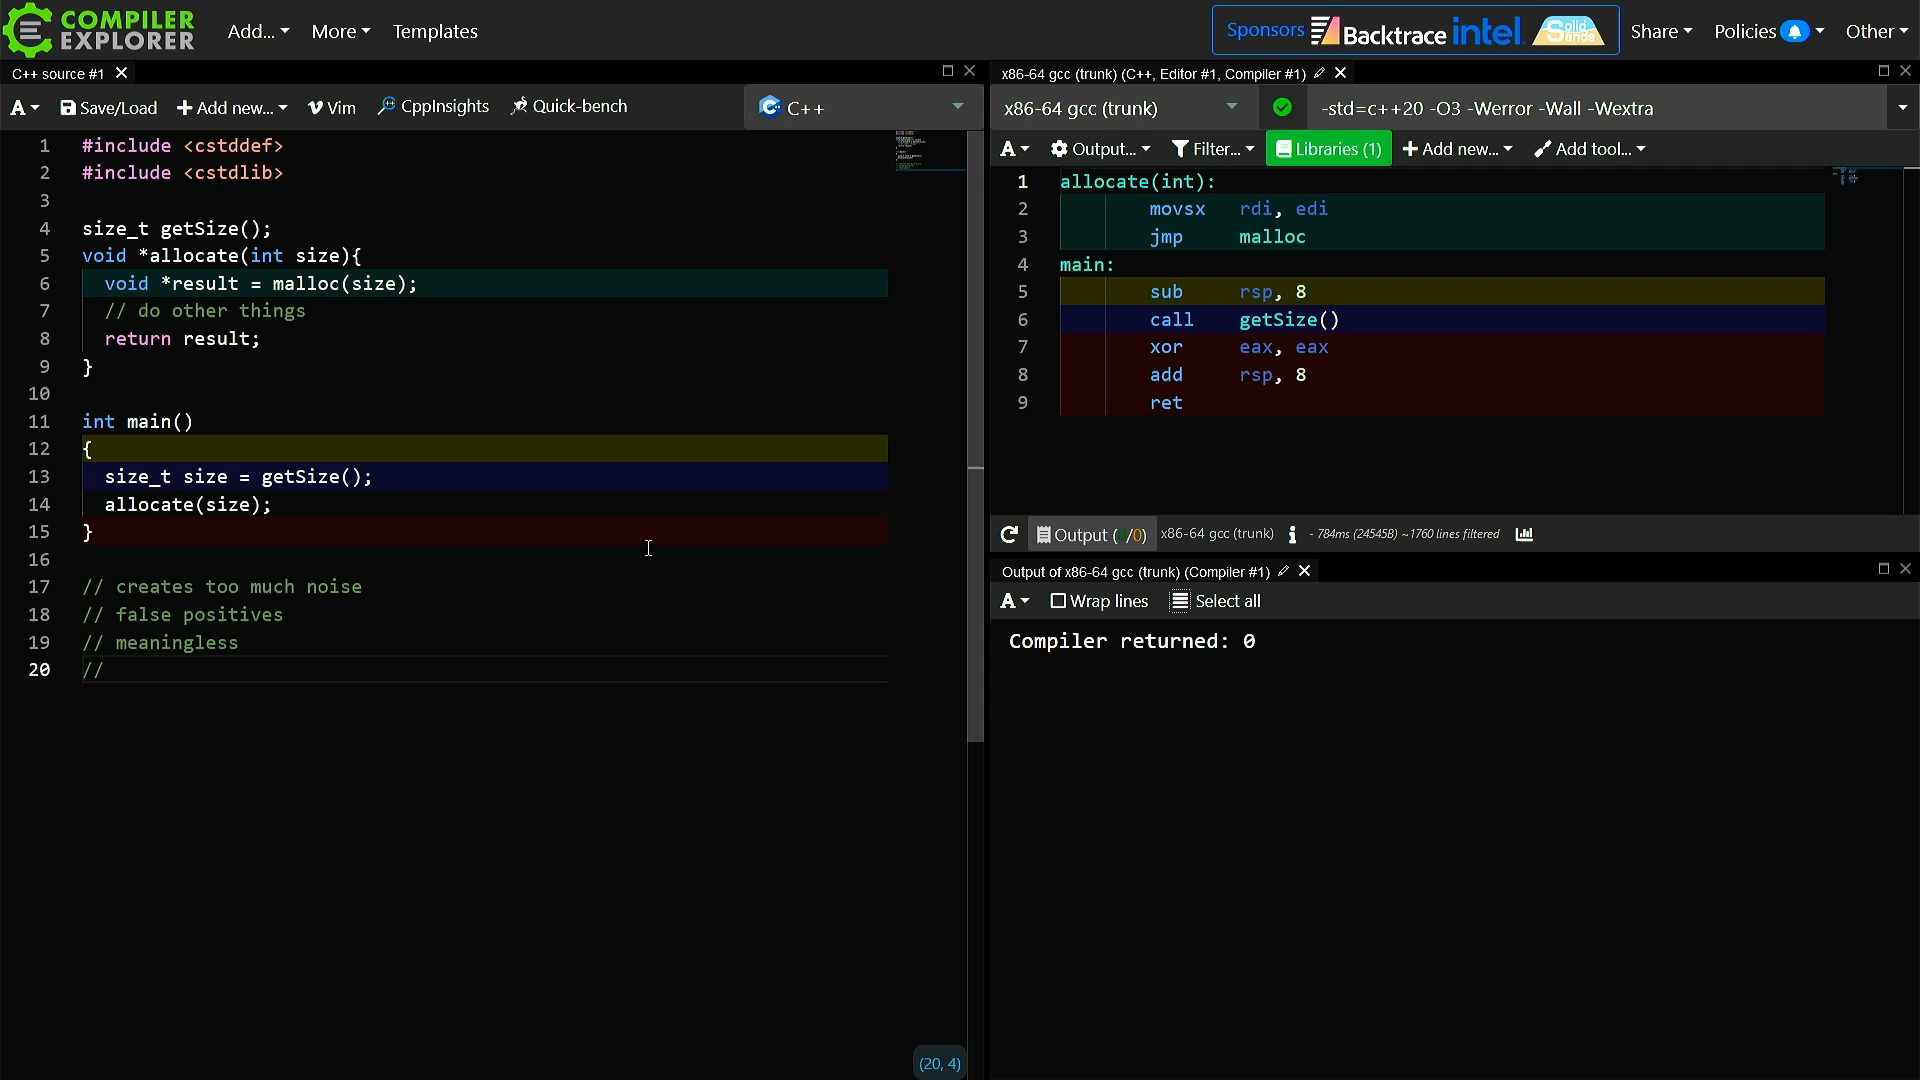 COMPILER
EXPLORER
Add...
More
Templates
Sponsors
Backtrace
intel
Solid Sands
Share
Policies
Other
C++ source #1
A
Save/Load
Add new...
Vim
CppInsights
Quick-bench
C++
1 #include <cstddef>
2 #include <cstdlib>
3
4 size_t getSize();
5 void *allocate(int size){
6 void *result = malloc(size);
7 // do other things
8 return result;
9 }
10
11 int main()
12 {
13 size_t size = getSize();
14 allocate(size);
15 }
16
17 // creates too much noise
18 // false positives
19 // meaningless
20 //
(20, 4)
x86-64 gcc (trunk) (C++, Editor #1, Compiler #1)
x86-64 gcc (trunk)
-std=c++20 -O3 -Werror -Wall -Wextra
A
Output...
Filter...
Libraries (1)
Add new...
Add tool...
1 allocate(int):
2 movsx rdi, edi
3 jmp malloc
4 main:
5 sub rsp, 8
6 call getSize()
7 xor eax, eax
8 add rsp, 8
9 ret
Output ( /0)
x86-64 gcc (trunk)
i
- 784ms (24545B) ~1760 lines filtered
Output of x86-64 gcc (trunk) (Compiler #1)
A
Wrap lines
Select all
Compiler returned: 0